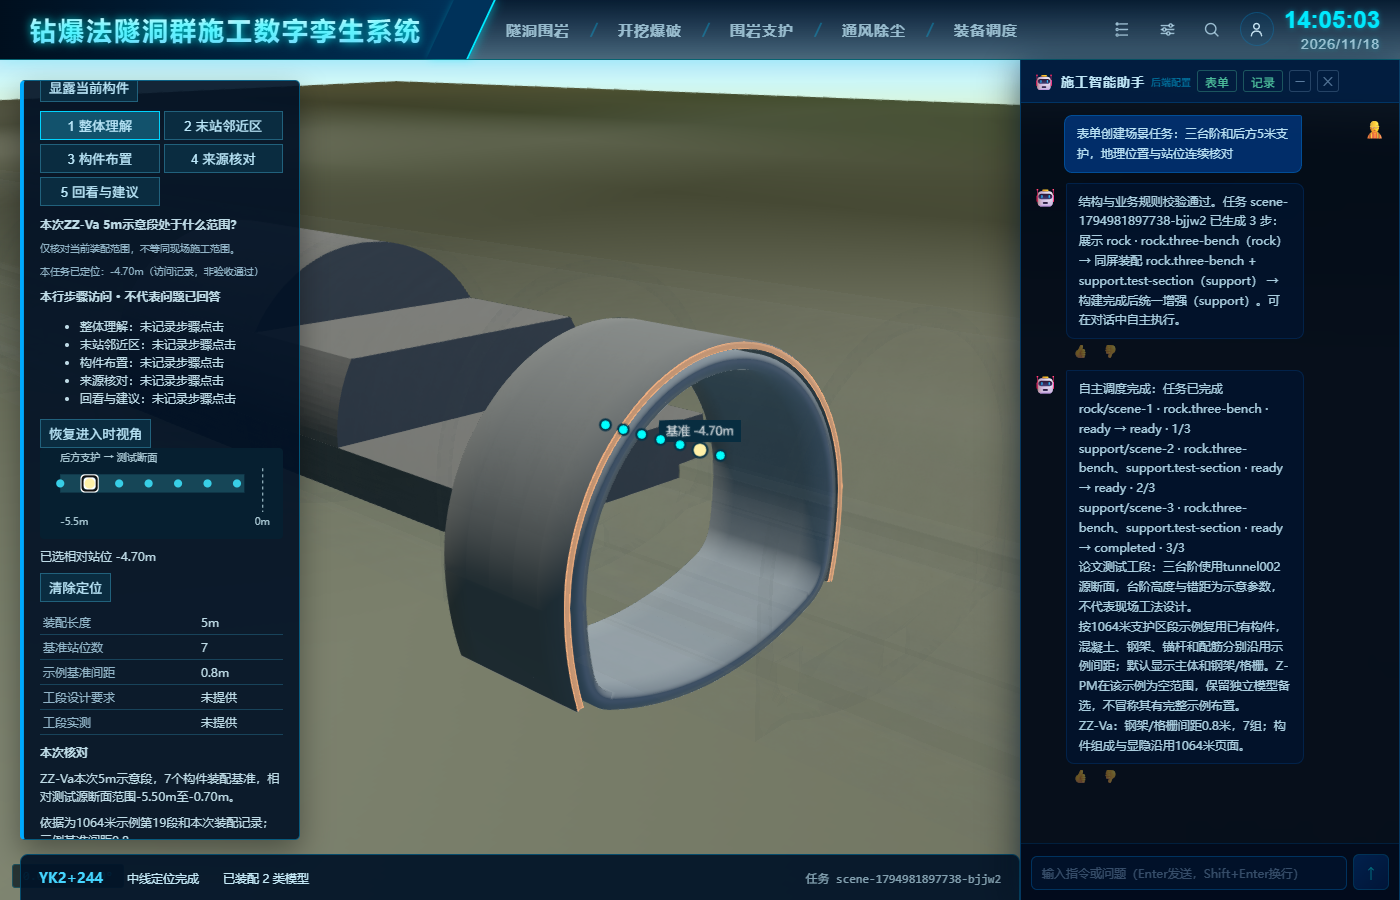 钻爆法隧洞群施工数字孪生系统
隧洞围岩 / 开挖爆破 / 围岩支护 / 通风除尘 / 装备调度
14:05:03
2026/11/18
显露当前构件
1 整体理解
2 末站邻近区
3 构件布置
4 来源核对
5 回看与建议
本次ZZ-Va 5m示意段处于什么范围?
仅核对当前装配范围，不等同现场施工范围。
本任务已定位：-4.70m（访问记录，非验收通过）
本行步骤访问 · 不代表问题已回答
整体理解：未记录步骤点击
末站邻近区：未记录步骤点击
构件布置：未记录步骤点击
来源核对：未记录步骤点击
回看与建议：未记录步骤点击
恢复进入时视角
后方支护 → 测试断面
-5.5m
0m
已选相对站位 -4.70m
清除定位
装配长度 5m
基准站位数 7
示例基准间距 0.8m
工段设计要求 未提供
工段实测 未提供
本次核对
ZZ-Va本次5m示意段，7个构件装配基准，相
对测试源断面范围-5.50m至-0.70m。
依据为1064米示例第19段和本次装配记录；
基准 -4.70m
YK2+244
中线定位完成
已装配 2 类模型
任务 scene-1794981897738-bjjw2
施工智能助手
后端配置
表单
记录
表单创建场景任务：三台阶和后方5米支
护，地理位置与站位连续核对
结构与业务规则校验通过。任务 scene-
1794981897738-bjjw2 已生成 3 步：
展示 rock · rock.three-bench（rock）
→ 同屏装配 rock.three-bench +
support.test-section（support） →
构建完成后统一增强（support）。可
在对话中自主执行。
自主调度完成：任务已完成
rock/scene-1 · rock.three-bench ·
ready → ready · 1/3
support/scene-2 · rock.three-
bench、support.test-section · ready
→ ready · 2/3
support/scene-3 · rock.three-
bench、support.test-section · ready
→ completed · 3/3
论文测试工段：三台阶使用tunnel002
源断面，台阶高度与错距为示意参数，
不代表现场工法设计。
按1064米支护区段示例复用已有构件，
混凝土、钢架、锚杆和配筋分别沿用示
例间距；默认显示主体和钢架/格栅。Z-
PM在该示例为空范围，保留独立模型备
选，不冒称其有完整示例布置。
ZZ-Va：钢架/格栅间距0.8米，7组；构
件组成与显隐沿用1064米页面。
输入指令或问题（Enter发送，Shift+Enter换行）